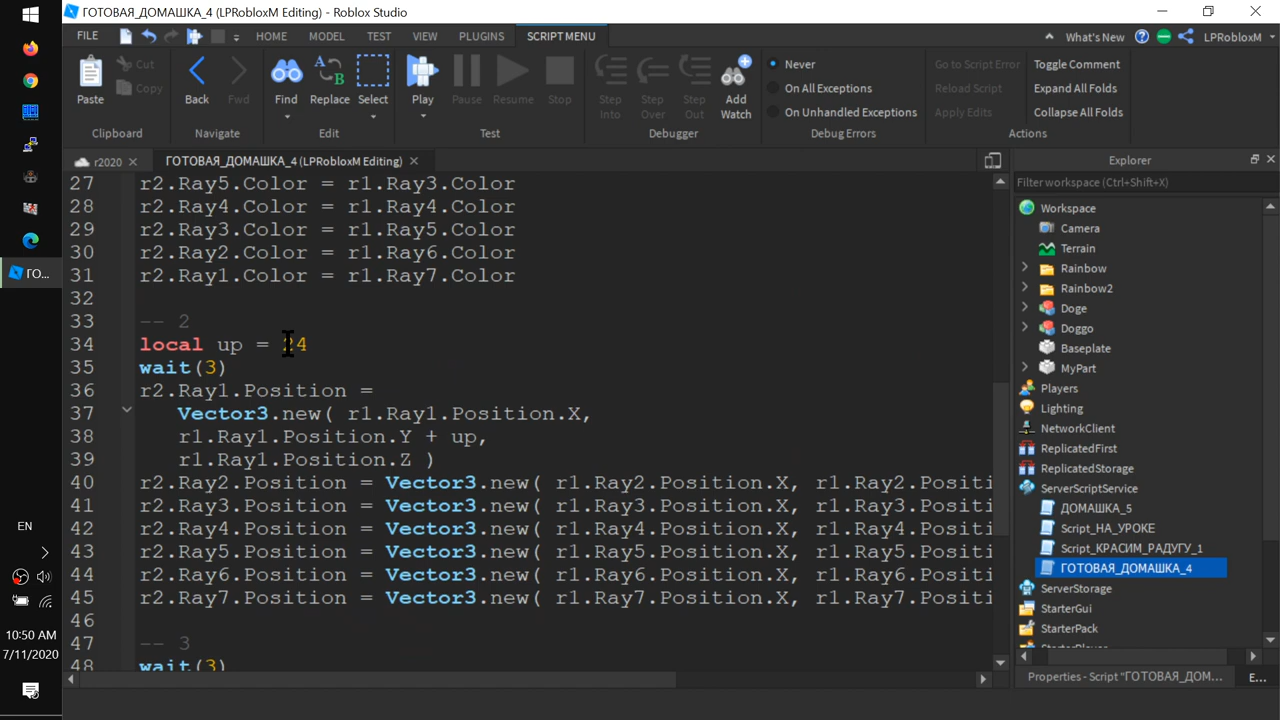 ГОТОВАЯ_ДОМАШКА_4 (LPRobloxM Editing) - Roblox Studio
FILE HOME MODEL TEST VIEW PLUGINS SCRIPT MENU What's New LPRobloxM
Paste Cut Copy Back Fwd Find Replace Select Play Pause Resume Stop Step Into Step Over Step Out Add Watch
Never
On All Exceptions
On Unhandled Exceptions
Go to Script Error
Reload Script
Apply Edits
Toggle Comment
Expand All Folds
Collapse All Folds
Clipboard Navigate Edit Test Debugger Debug Errors Actions
r2020 ГОТОВАЯ_ДОМАШКА_4 (LPRobloxM Editing)
27 r2.Ray5.Color = r1.Ray3.Color
28 r2.Ray4.Color = r1.Ray4.Color
29 r2.Ray3.Color = r1.Ray5.Color
30 r2.Ray2.Color = r1.Ray6.Color
31 r2.Ray1.Color = r1.Ray7.Color
32
33 -- 2
34 local up = 24
35 wait(3)
36 r2.Ray1.Position =
37 Vector3.new( r1.Ray1.Position.X,
38 r1.Ray1.Position.Y + up,
39 r1.Ray1.Position.Z )
40 r2.Ray2.Position = Vector3.new( r1.Ray2.Position.X, r1.Ray2.Positi
41 r2.Ray3.Position = Vector3.new( r1.Ray3.Position.X, r1.Ray3.Positi
42 r2.Ray4.Position = Vector3.new( r1.Ray4.Position.X, r1.Ray4.Positi
43 r2.Ray5.Position = Vector3.new( r1.Ray5.Position.X, r1.Ray5.Positi
44 r2.Ray6.Position = Vector3.new( r1.Ray6.Position.X, r1.Ray6.Positi
45 r2.Ray7.Position = Vector3.new( r1.Ray7.Position.X, r1.Ray7.Positi
46
47 -- 3
48 wait(3)
Explorer
Filter workspace (Ctrl+Shift+X)
Workspace
Camera
Terrain
Rainbow
Rainbow2
Doge
Doggo
Baseplate
MyPart
Players
Lighting
NetworkClient
ReplicatedFirst
ReplicatedStorage
ServerScriptService
ДОМАШКА_5
Script_НА_УРОКЕ
Script_КРАСИМ_РАДУГУ_1
ГОТОВАЯ_ДОМАШКА_4
ServerStorage
StarterGui
StarterPack
StarterPlayer
Properties - Script "ГОТОВАЯ_ДОМ... E...
ГО...
EN
10:50 AM
7/11/2020